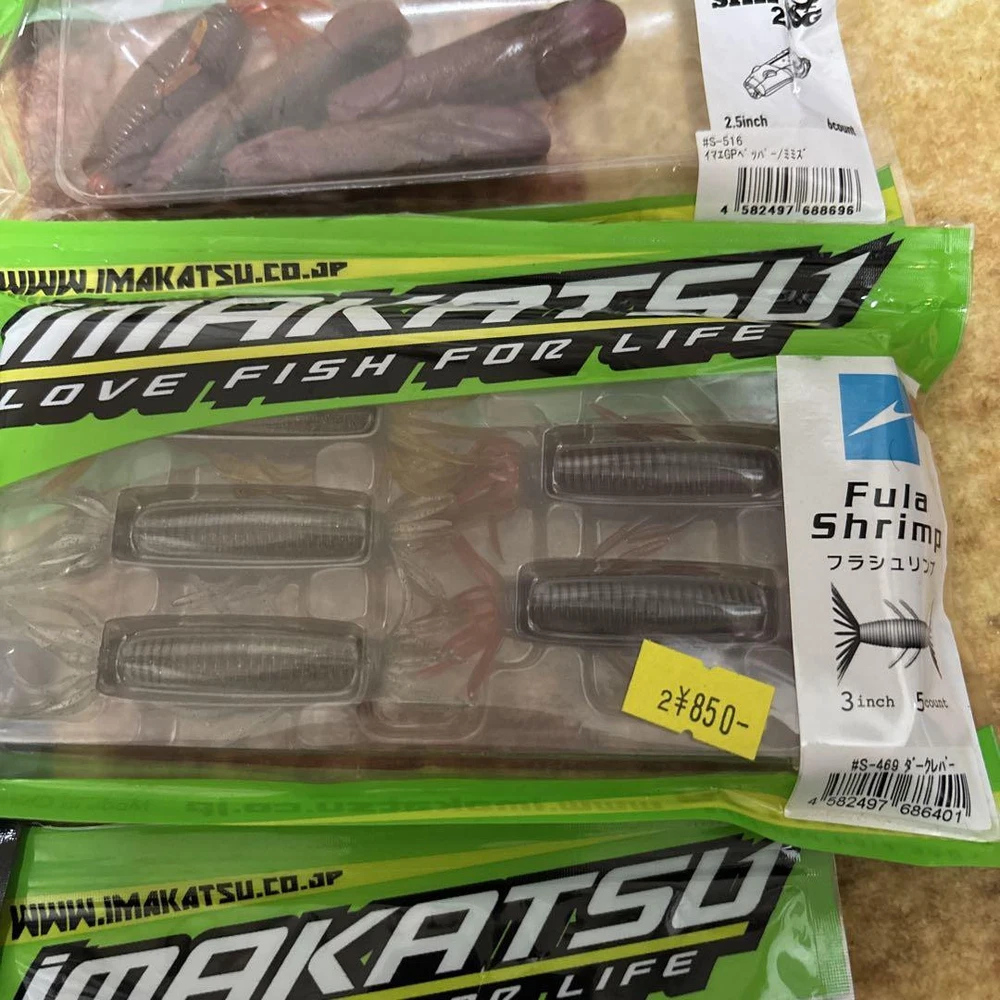 2.5inch 6count
#S-516
イマエGPペッパー/ミミズ
4 582497 688696
WWW.IMAKATSU.CO.JP
IMAKATSU
LOVE FISH FOR LIFE
Fula
Shrimp
フラシュリンプ
3inch 5count
2¥850-
#S-469 ダークレバー
4 582497 686401
WWW.IMAKATSU.CO.JP
IMAKATSU
FOR LIFE